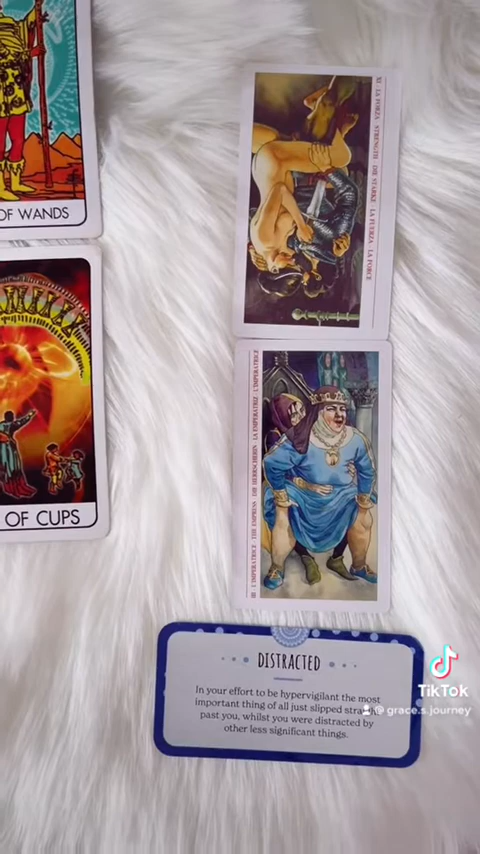 OF WANDS
OF CUPS
XI · LA FORZA · STRENGTH · DIE STÄRKE · LA FUERZA · LA FORCE
III · L'IMPERATRICE · THE EMPRESS · DIE HERRSCHERIN · LA EMPERATRIZ · L'IMPÉRATRICE
DISTRACTED
In your effort to be hypervigilant the most
important thing of all just slipped
past you, whilst you were distracted by
other less significant things.
TikTok
@ grace.s.journey